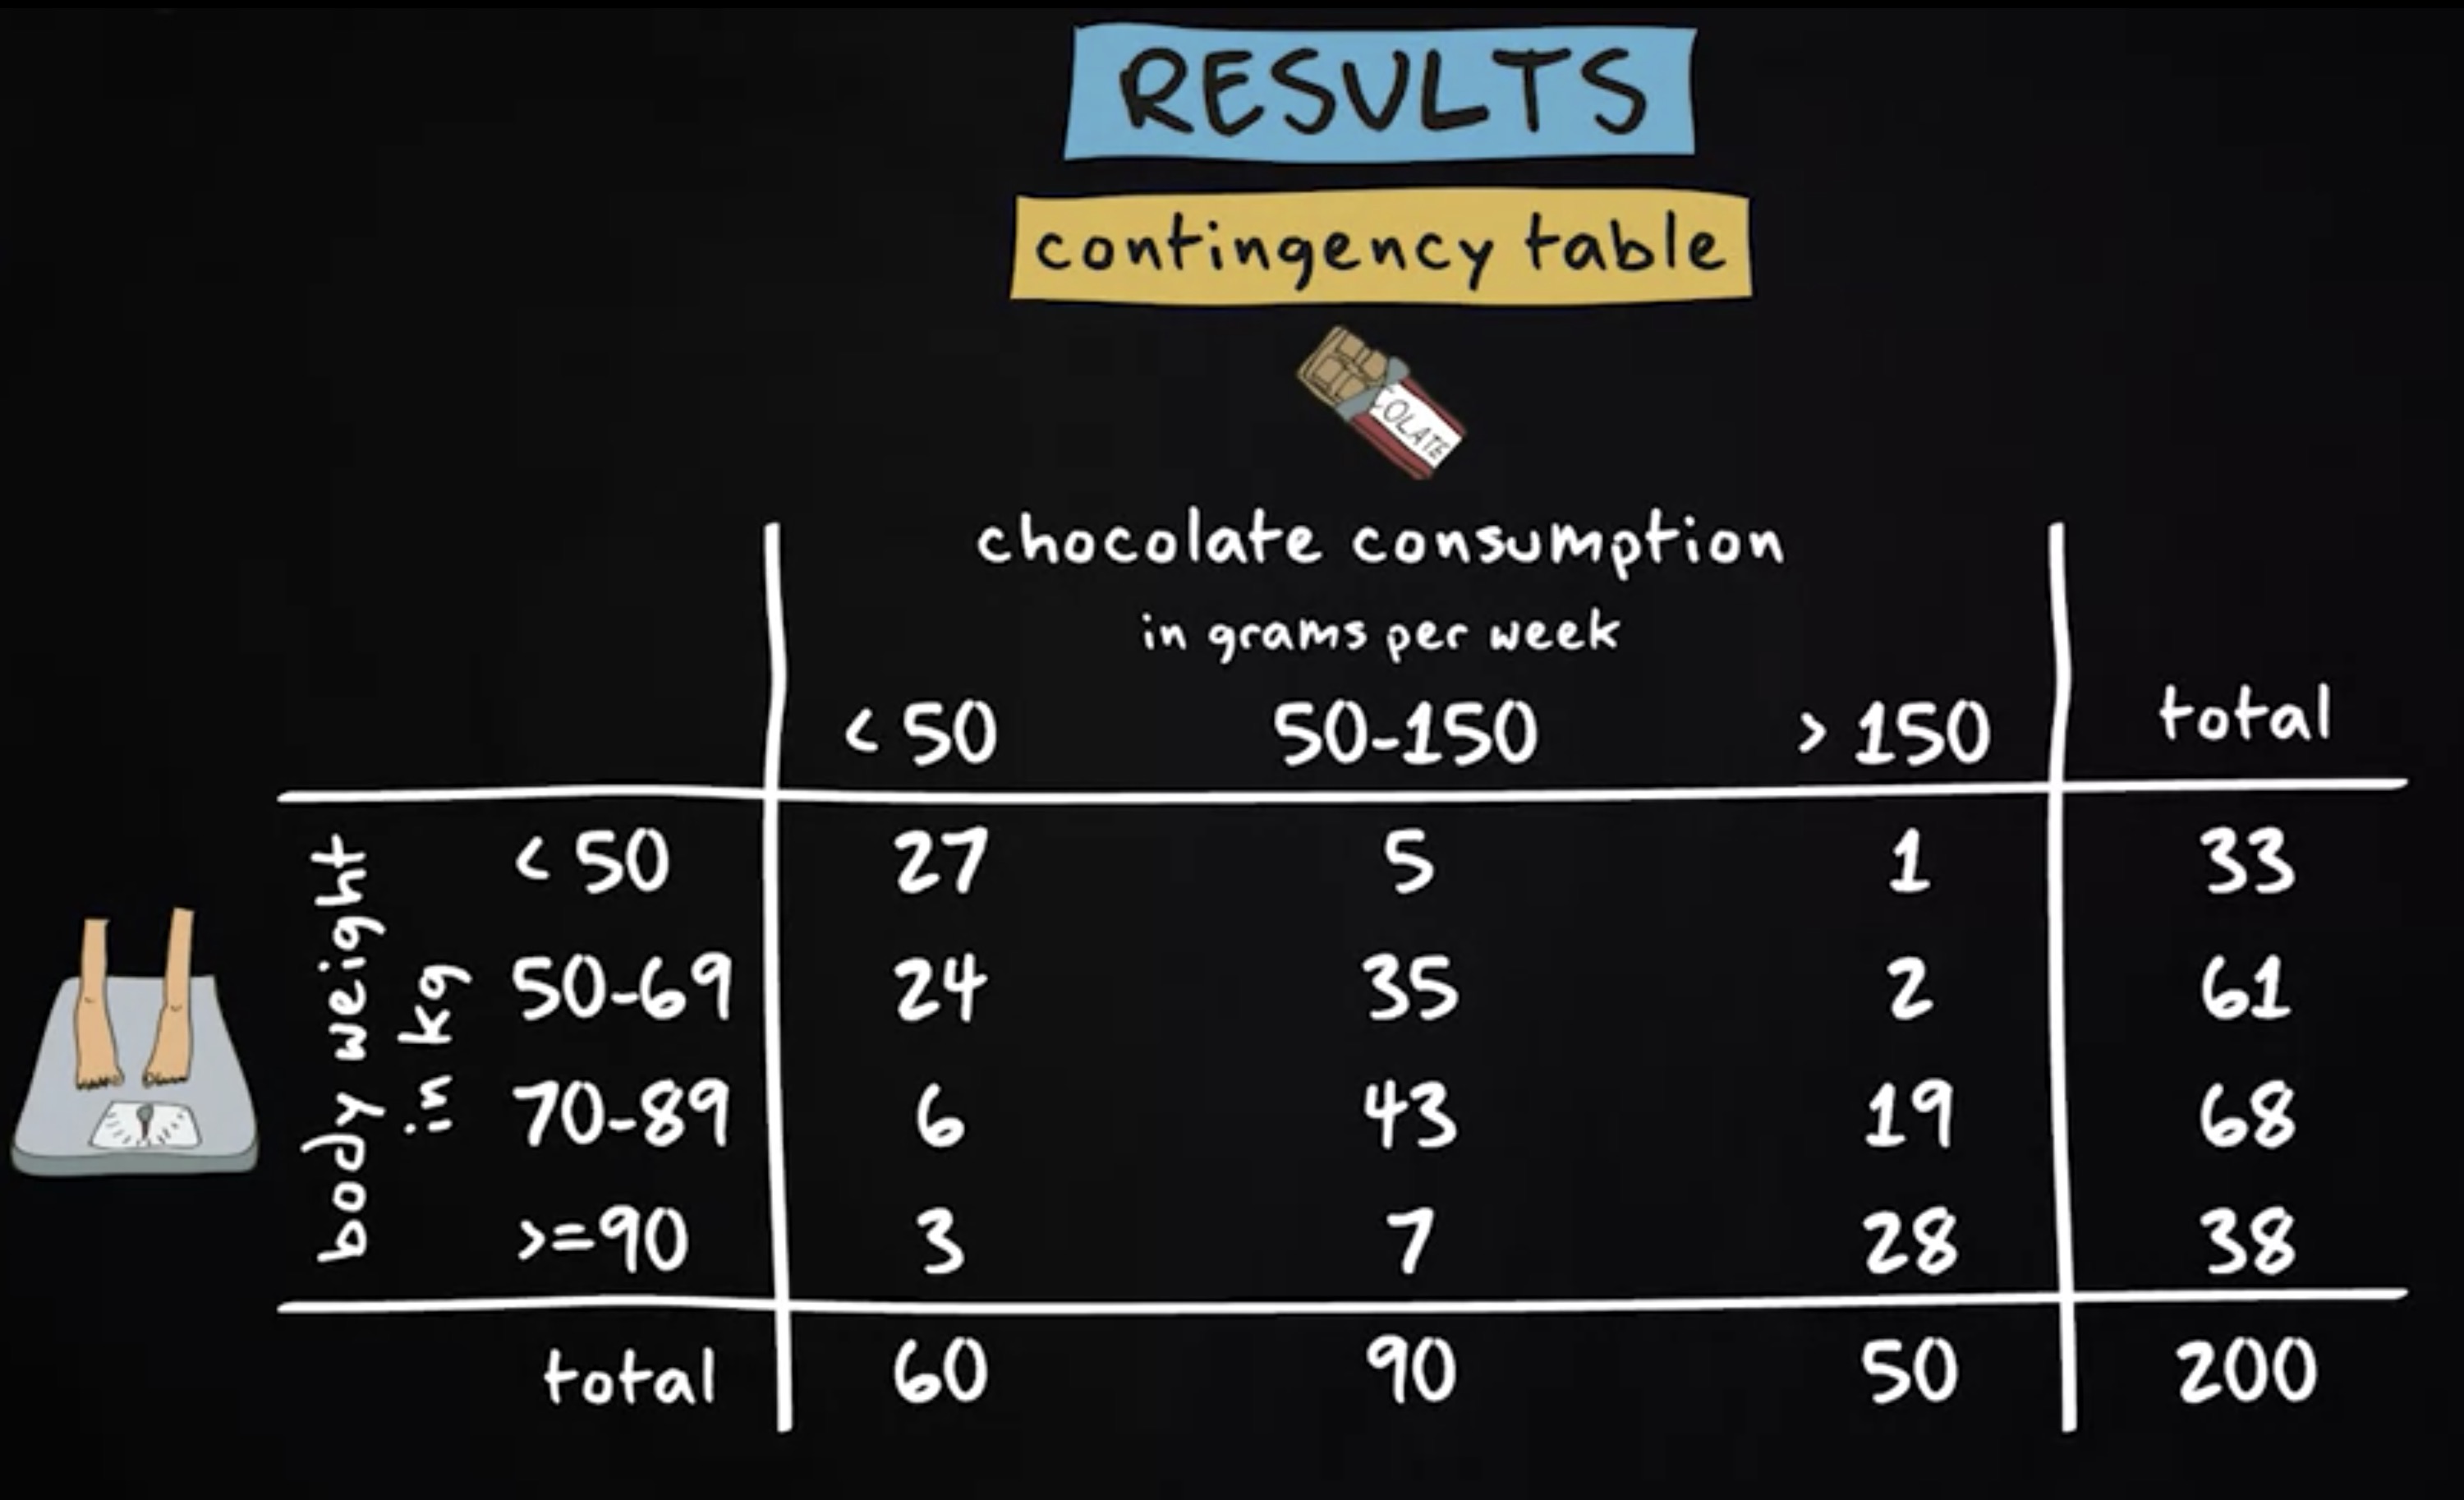 RESULTS
contingency table
COLATE
chocolate consumption
in grams per week
< 50 50-150 > 150 total
body weight
in kg
< 50 27 5 1 33
50-69 24 35 2 61
70-89 6 43 19 68
>=90 3 7 28 38
total 60 90 50 200